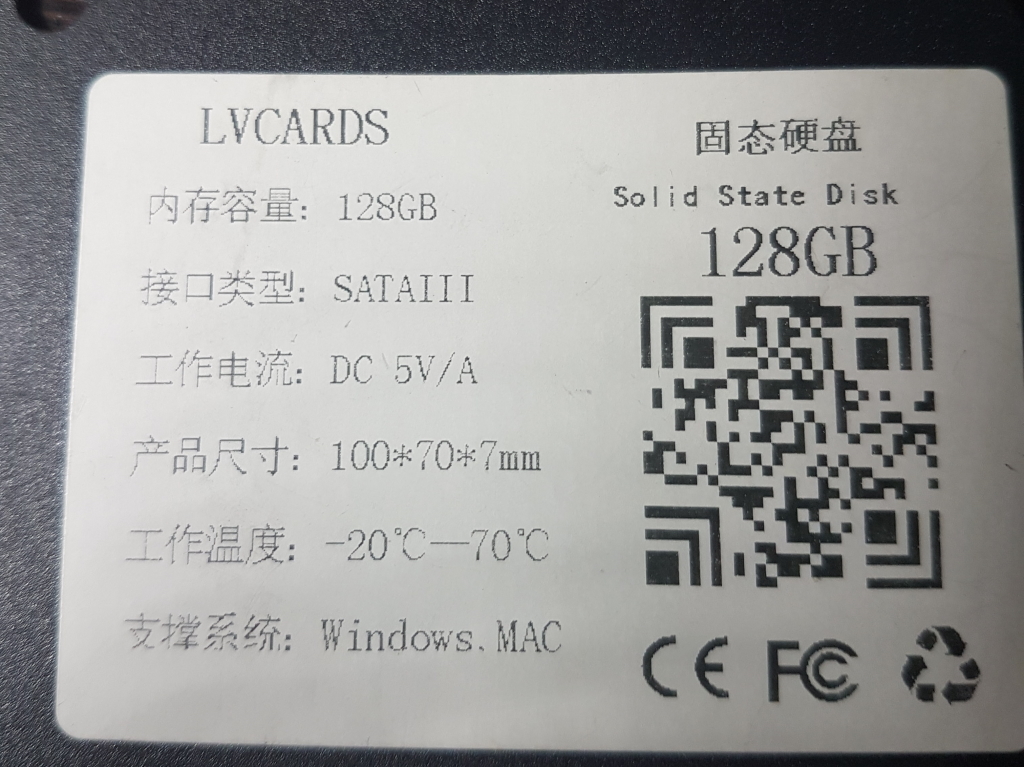 LVCARDS
内存容量: 128GB
接口类型: SATAIII
工作电流: DC 5V/A
产品尺寸: 100*70*7mm
工作温度: -20℃—70℃
支撑系统: Windows.MAC
固态硬盘
Solid State Disk
128GB
CE FC